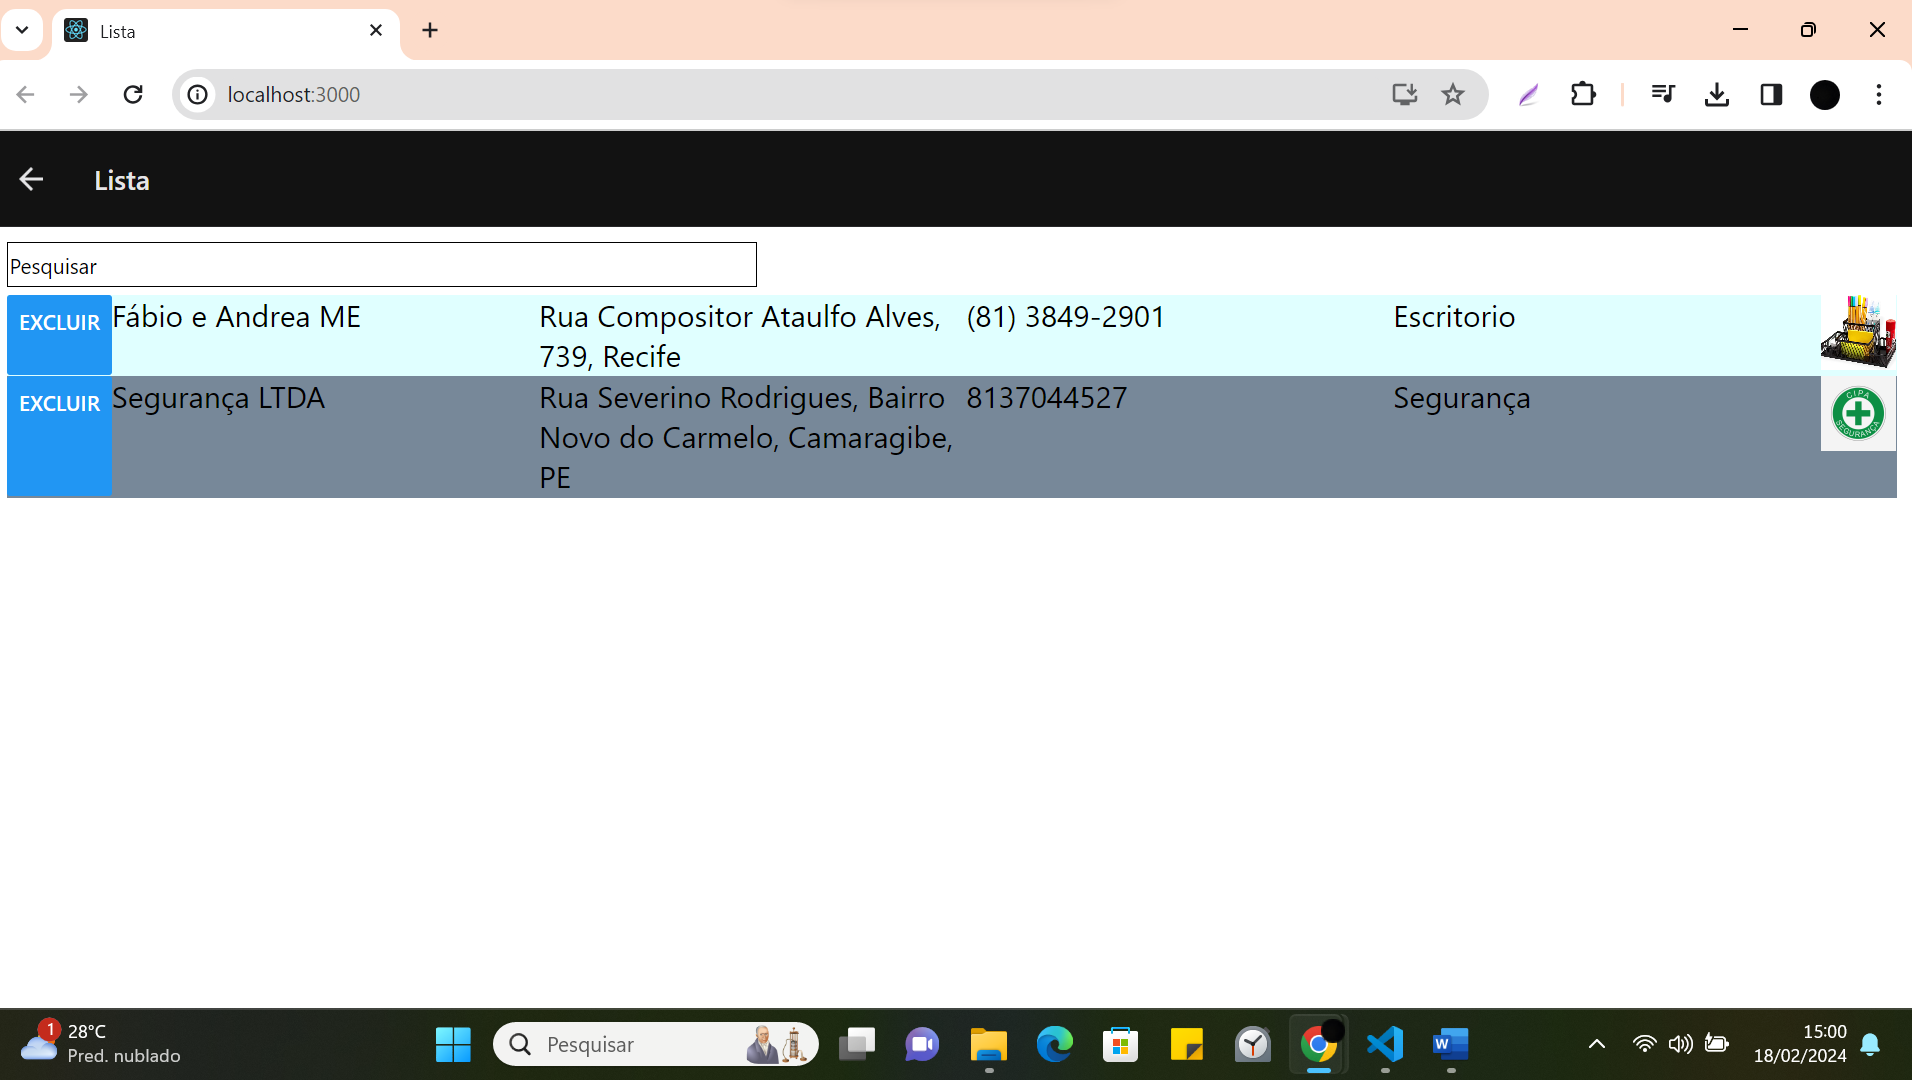 Lista
localhost:3000
Lista
Pesquisar
EXCLUIR Fábio e Andrea ME Rua Compositor Ataulfo Alves, (81) 3849-2901 Escritorio
739, Recife
EXCLUIR Segurança LTDA Rua Severino Rodrigues, Bairro 8137044527 Segurança
Novo do Carmelo, Camaragibe,
PE
CIPA
SEGURANÇA
1
28°C
Pred. nublado
Pesquisar
W
15:00
18/02/2024